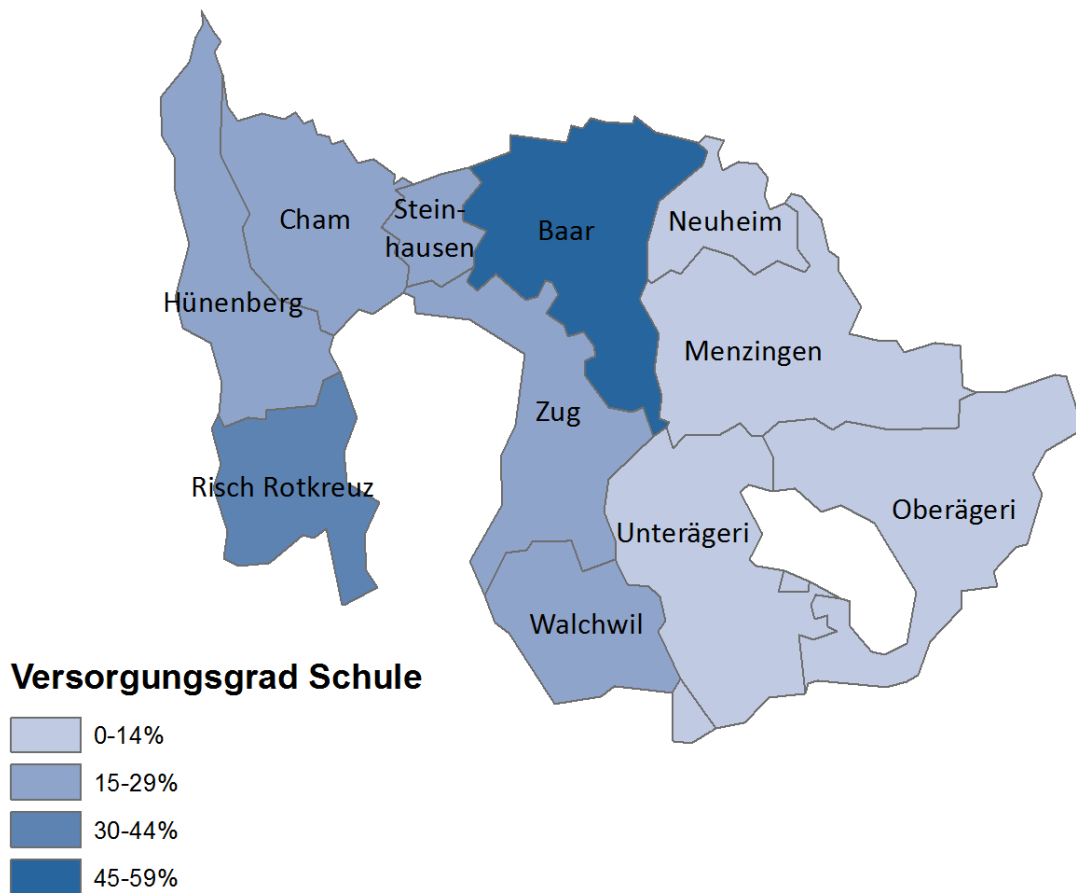 Cham
Stein-
hausen
Baar
Neuheim
Hünenberg
Menzingen
Zug
Risch Rotkreuz
Oberägeri
Unterägeri
Walchwil
Versorgungsgrad Schule
0-14%
15-29%
30-44%
45-59%